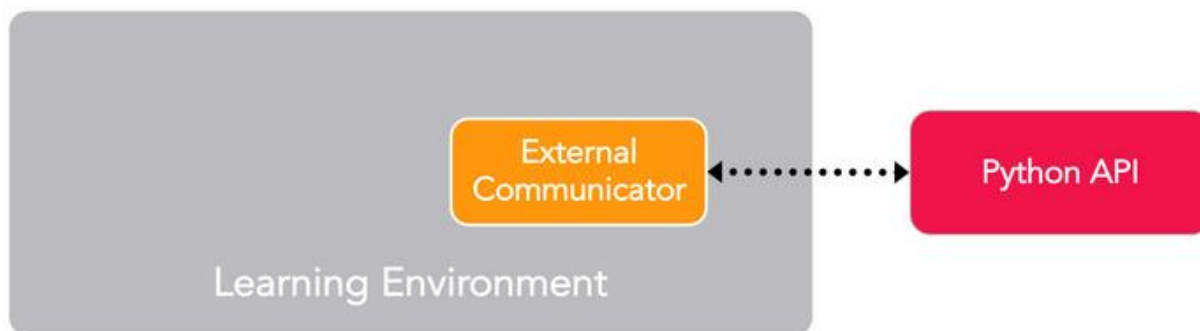 External
Communicator
Python API
Learning Environment